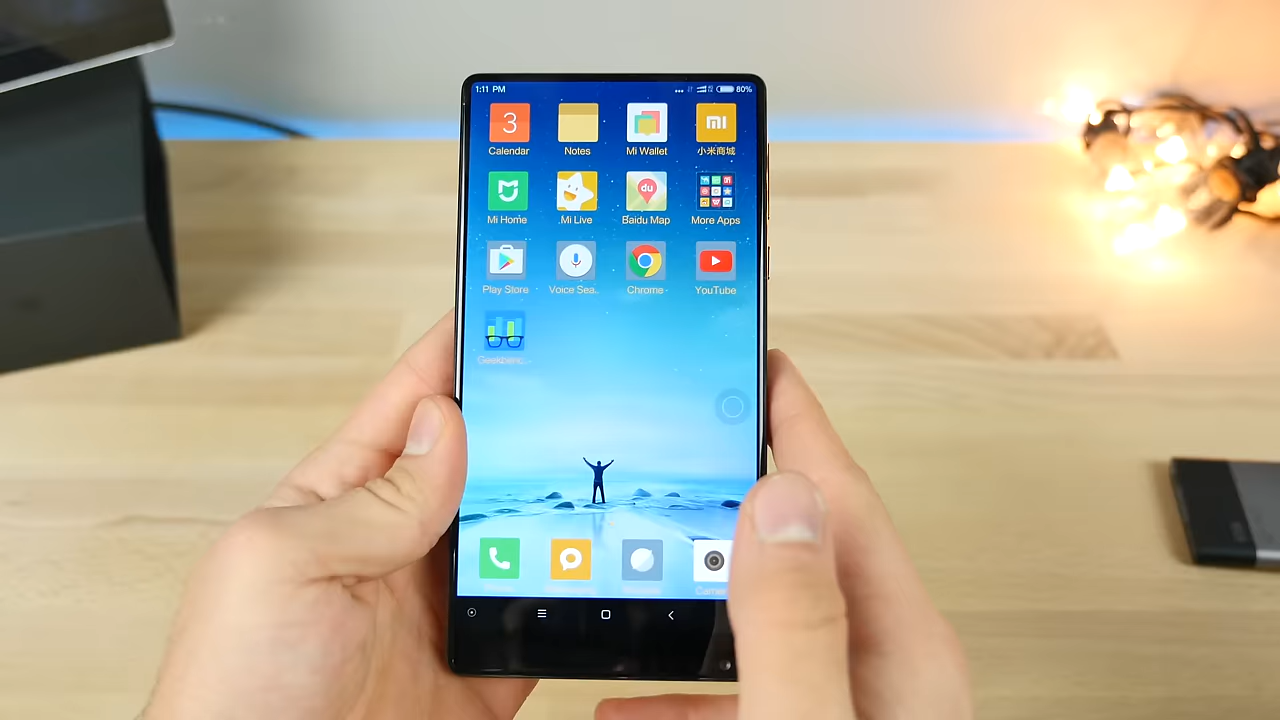 1:11 PM
80%
3
mi
Calendar
Notes
Mi Wallet
小米商城
du
Mi Home
Mi Live
Baidu Map
More Apps
Play Store
Voice Sea..
Chrome
YouTube
Geekbenc...